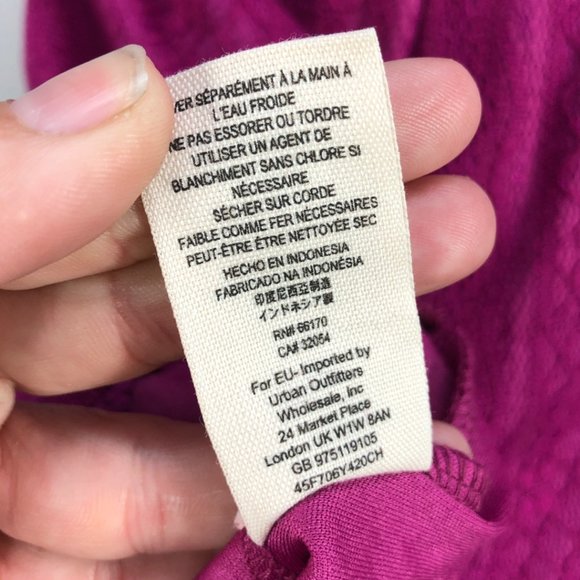 VER SÉPARÉMENT À LA MAIN À
L'EAU FROIDE
NE PAS ESSORER OU TORDRE
UTILISER UN AGENT DE
BLANCHIMENT SANS CHLORE SI
NÉCESSAIRE
SÉCHER SUR CORDE
FAIBLE COMME FER NÉCESSAIRES
PEUT-ÊTRE ÊTRE NETTOYÉE SEC
HECHO EN INDONESIA
FABRICADO NA INDONÉSIA
印度尼西亞制造
インドネシア製
RN# 66170
CA# 32054
For EU- Imported by
Urban Outfitters
Wholesale, Inc
24 Market Place
London UK W1W 8AN
GB 975119105
45F706Y420CH